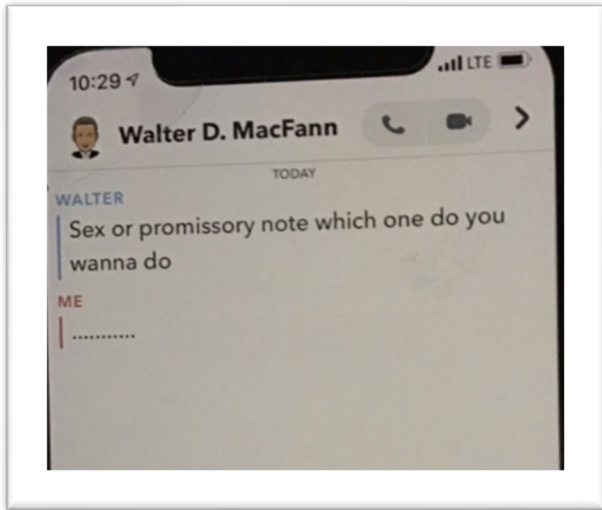 10:29
LTE
Walter D. MacFann
TODAY
WALTER
Sex or promissory note which one do you
wanna do
ME
...........